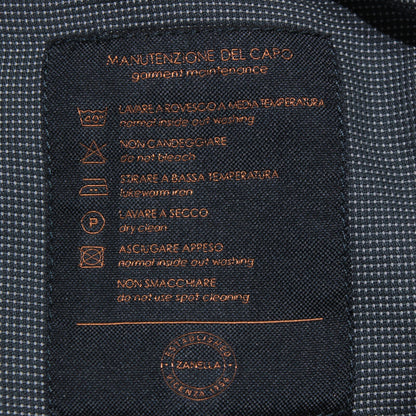 MANUTENZIONE DEL CAPO
garment maintenance
LAVARE A ROVESCIO A MEDIA TEMPERATURA
normal inside out washing
NON CANDEGGIARE
do not bleach
STIRARE A BASSA TEMPERATURA
lukewarm iron
P
LAVARE A SECCO
dry clean
ASCIUGARE APPESO
normal inside out washing
NON SMACCHIARE
do not use spot cleaning
ESTABLISHED
ZANELLA
VICENZA